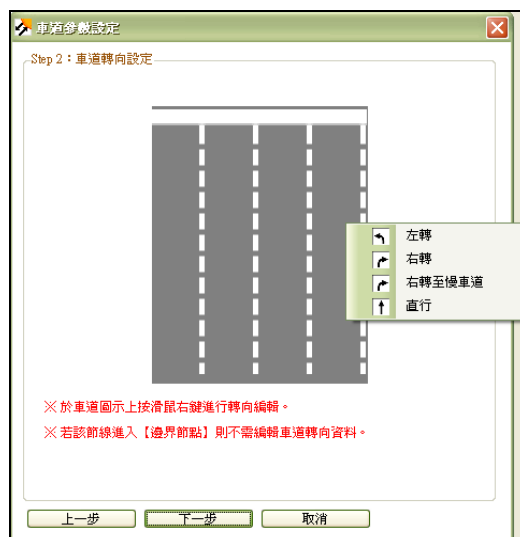 車道參數設定
Step 2：車道轉向設定
左轉
右轉
右轉至慢車道
直行
※於車道圖示上按滑鼠右鍵進行轉向編輯。
※若該節線進入【邊界節點】則不需編輯車道轉向資料。
上一步
下一步
取消